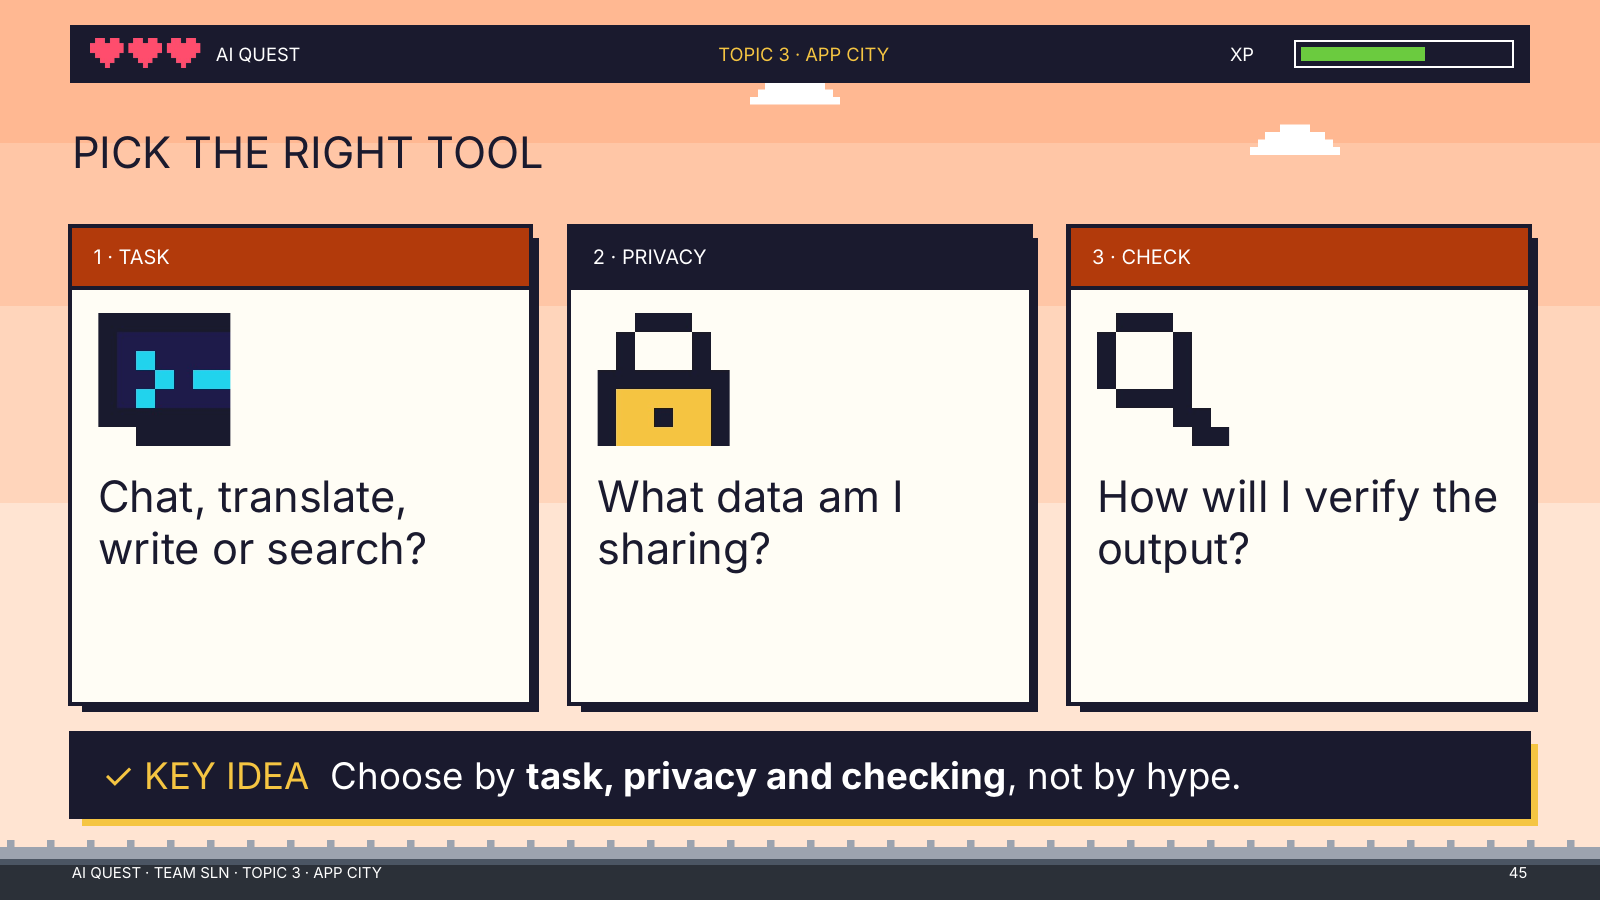 AI QUEST
TOPIC 3 · APP CITY
XP
PICK THE RIGHT TOOL
1 · TASK
Chat, translate,
write or search?
2 · PRIVACY
What data am I
sharing?
3 · CHECK
How will I verify the
output?
✓ KEY IDEA Choose by task, privacy and checking, not by hype.
AI QUEST · TEAM SLN · TOPIC 3 · APP CITY
45